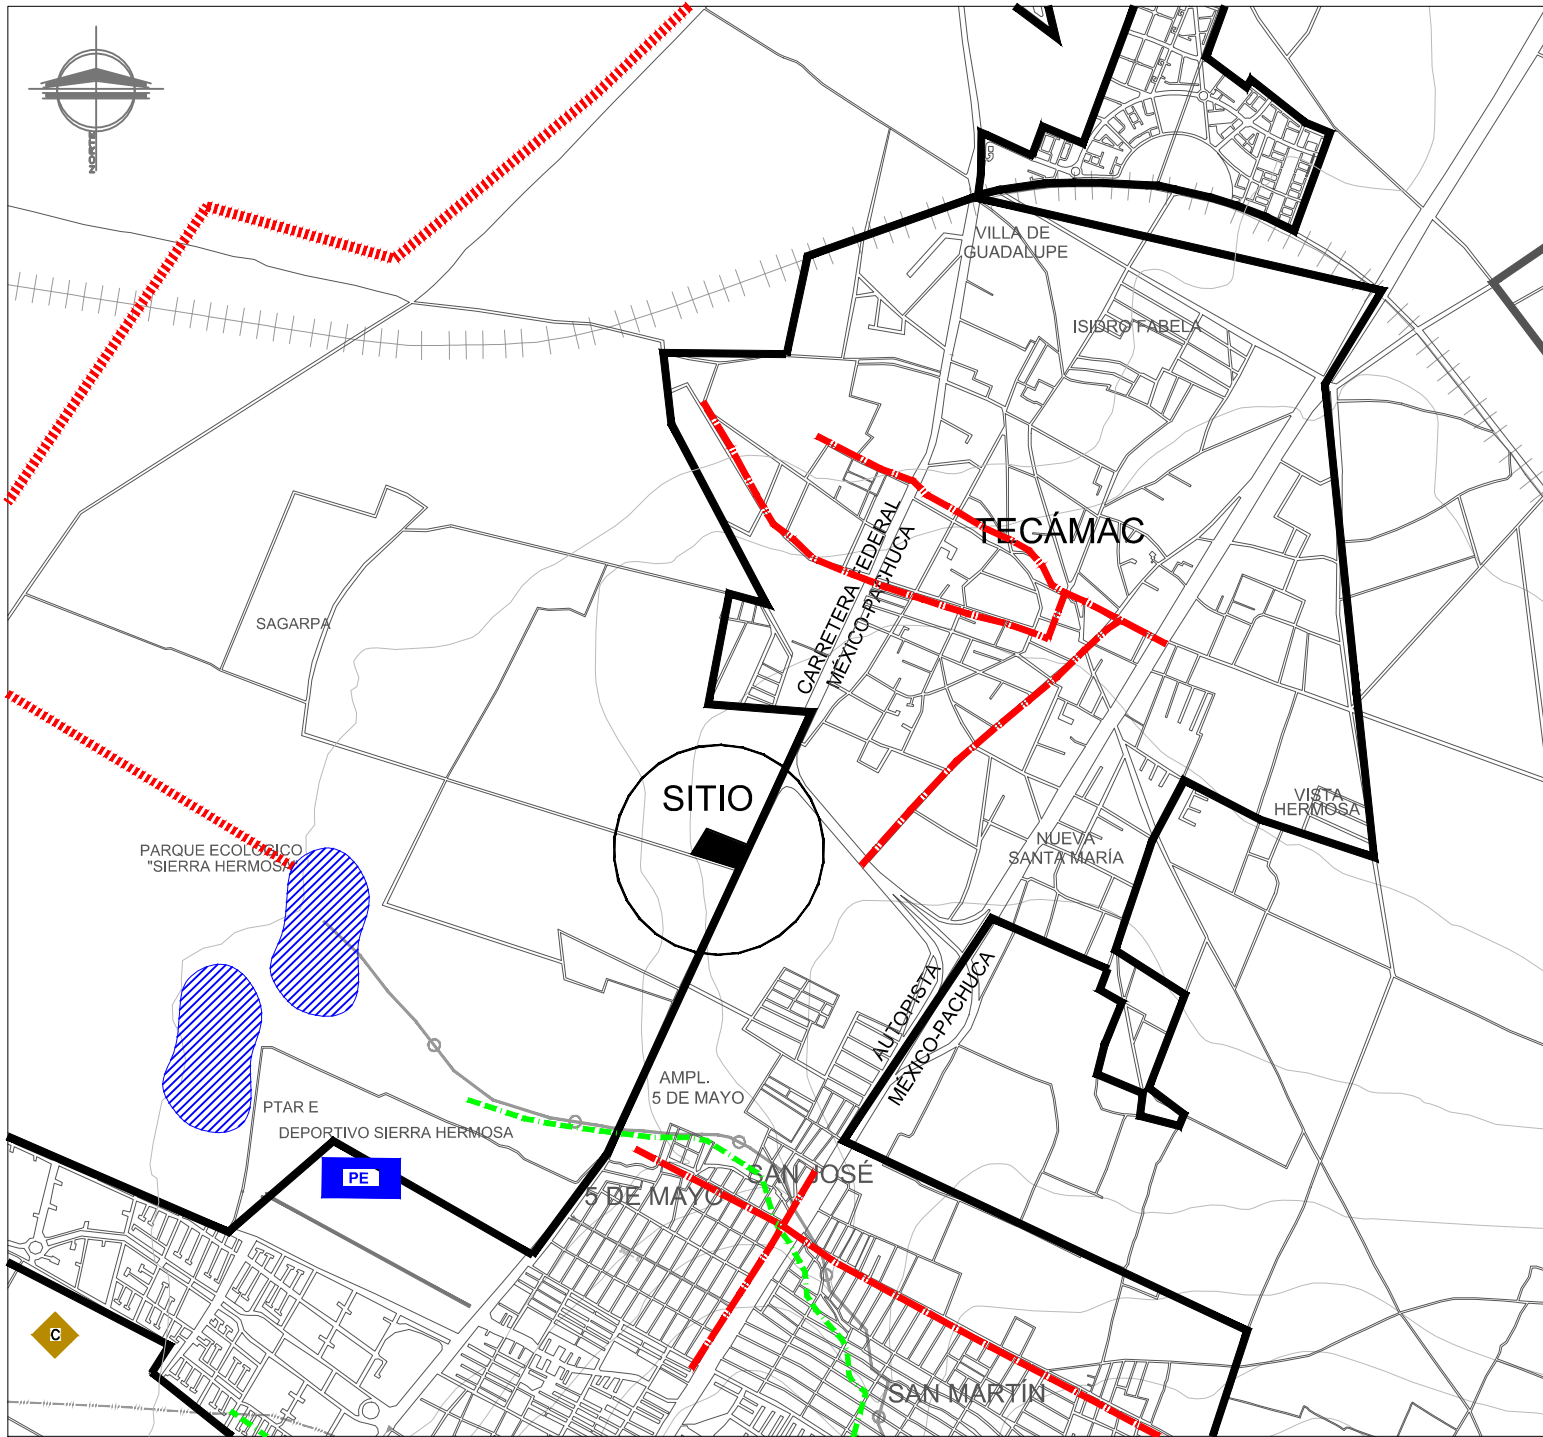 NORTE
VILLA DE
GUADALUPE
ISIDRO FABELA
TECÁMAC
CARRETERA FEDERAL
MÉXICO-PACHUCA
SAGARPA
SITIO
VISTA
HERMOSA
NUEVA
SANTA MARÍA
PARQUE ECOLÓGICO
"SIERRA HERMOSA"
AUTOPISTA
MÉXICO-PACHUCA
AMPL.
5 DE MAYO
PTAR E
DEPORTIVO SIERRA HERMOSA
PE
SAN JOSÉ
5 DE MAYO
C
SAN MARTÍN